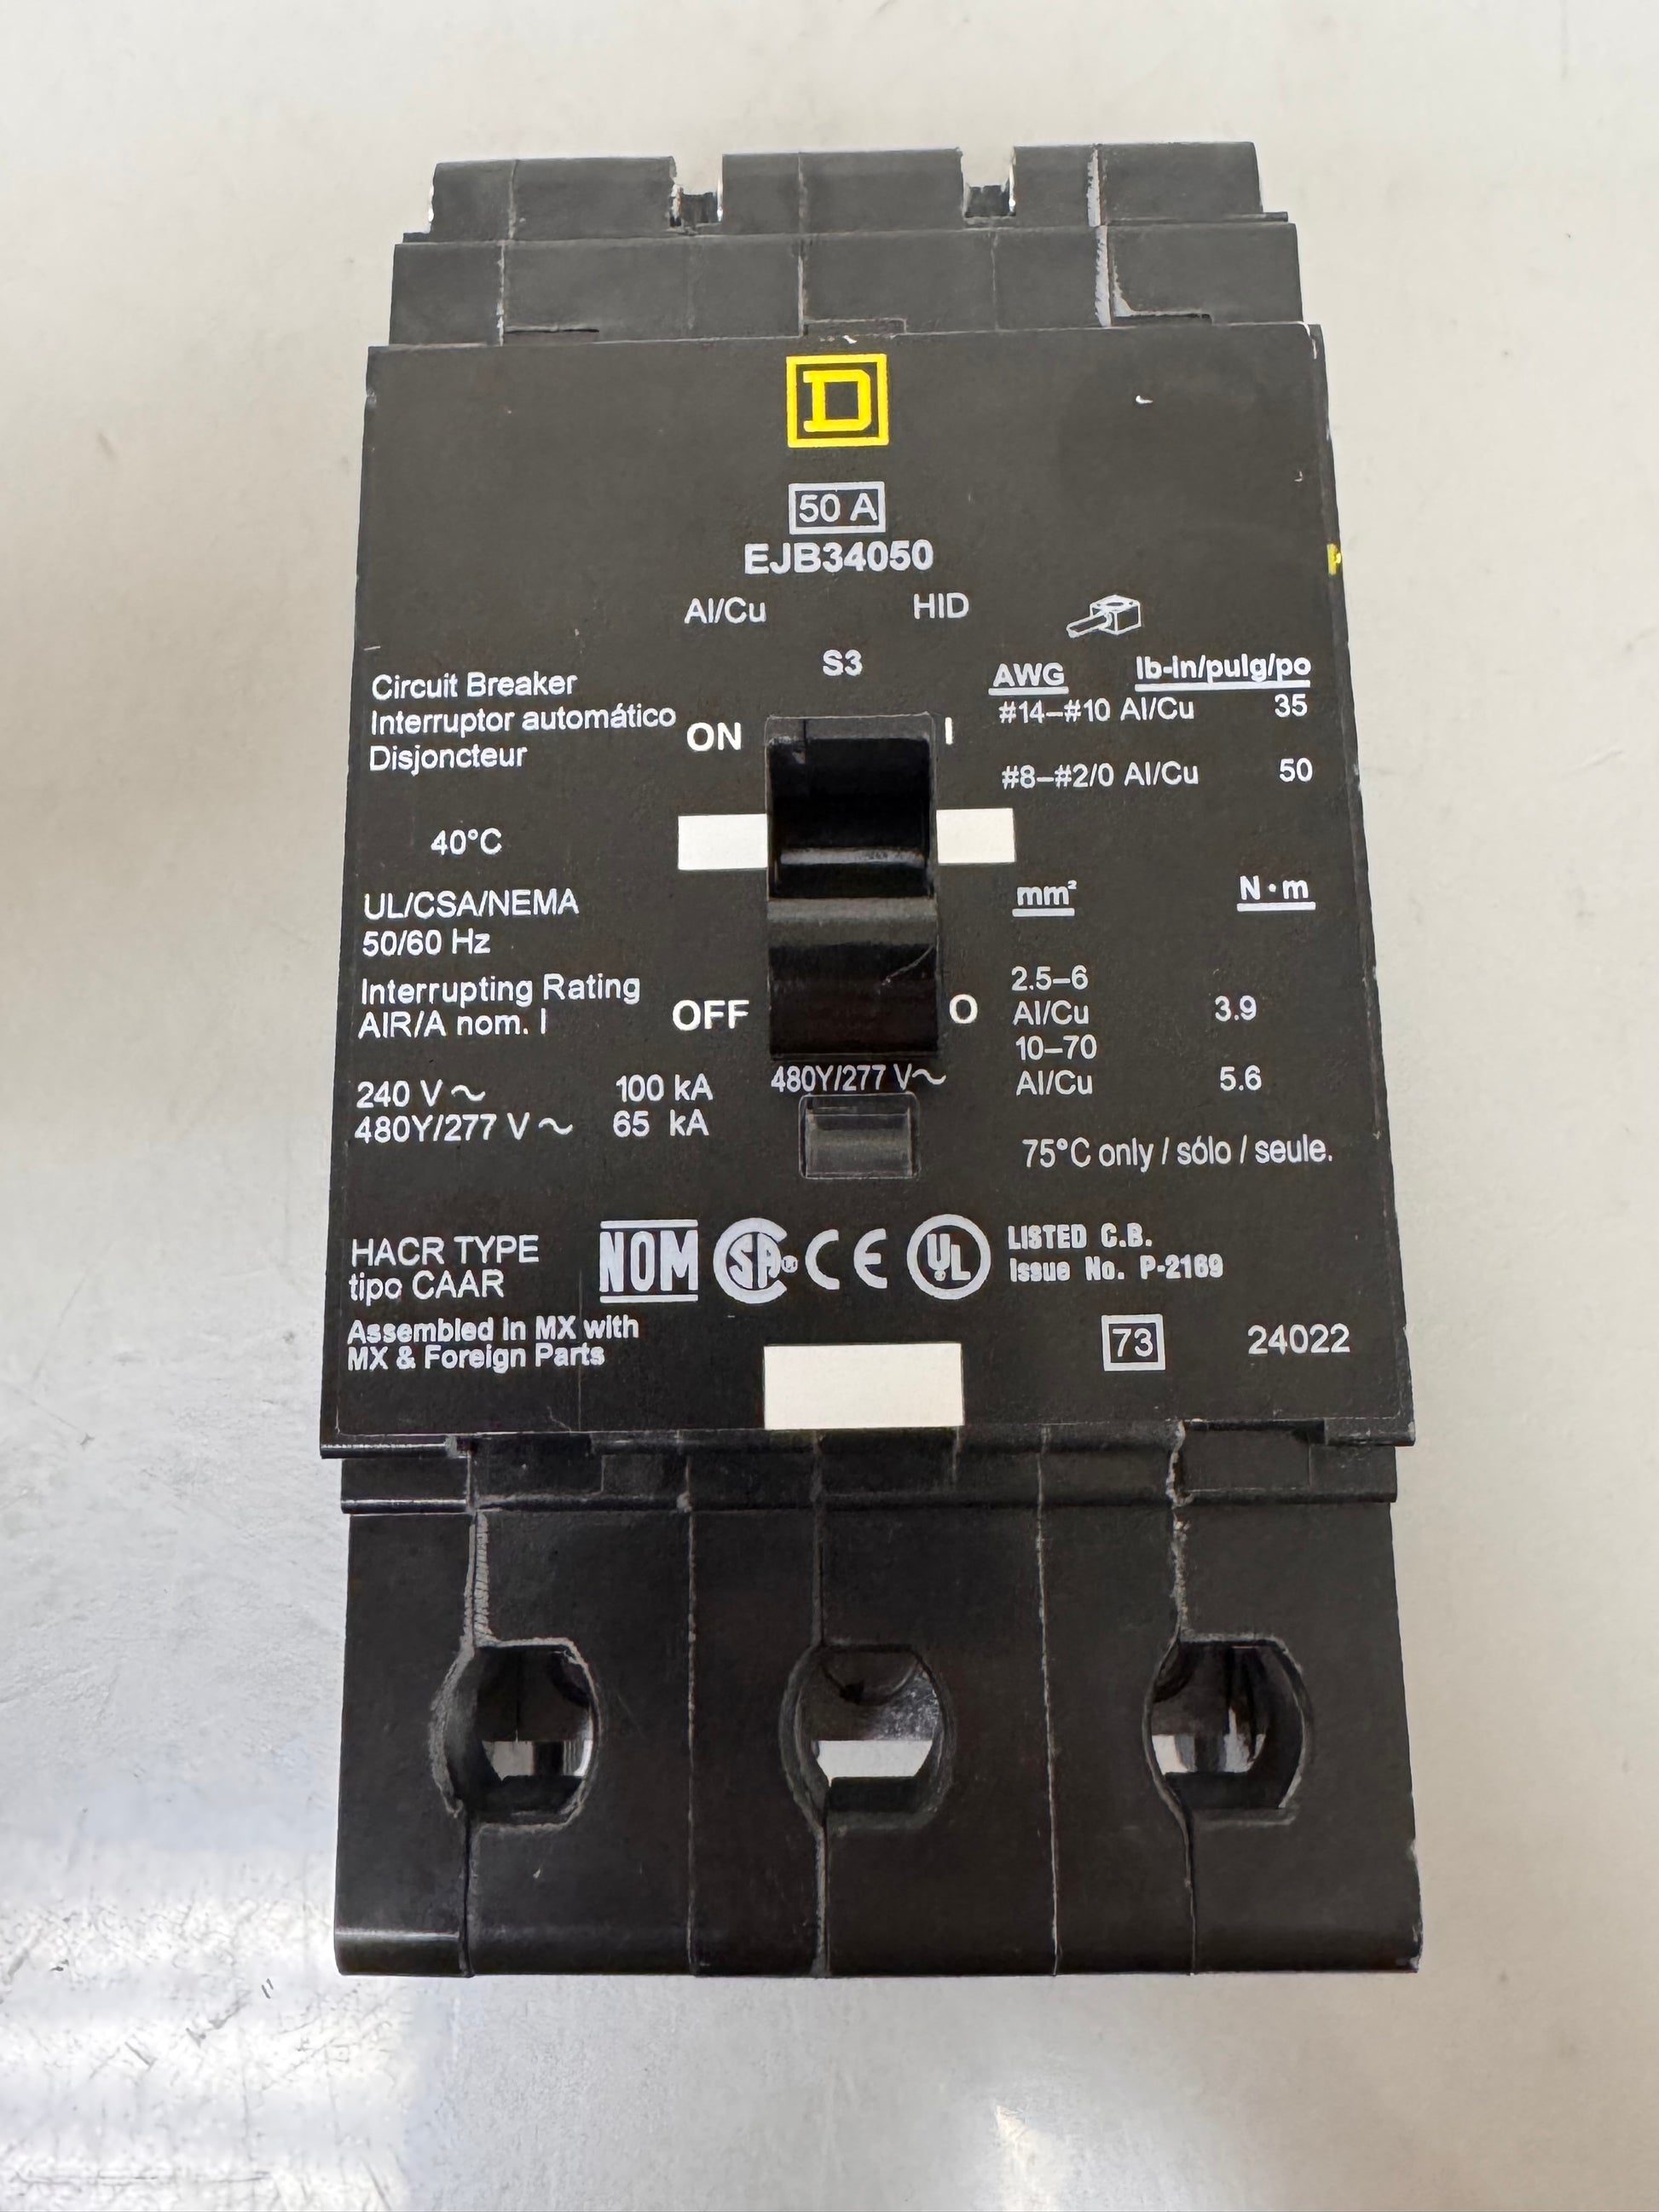 D
50 A
EJB34050
Al/Cu HID
S3
Circuit Breaker
Interruptor automático
Disjoncteur
ON I
40°C
UL/CSA/NEMA
50/60 Hz
Interrupting Rating
AIR/A nom. I
OFF O
240 V ~ 100 kA
480Y/277 V ~ 65 kA
480Y/277 V~
AWG lb-in/pulg/po
#14–#10 Al/Cu 35
#8–#2/0 Al/Cu 50
mm² N·m
2.5–6
Al/Cu 3.9
10–70
Al/Cu 5.6
75°C only / sólo / seule.
HACR TYPE
tipo CAAR
NOM SA® CE UL
LISTED C.B.
Issue No. P-2169
Assembled in MX with
MX & Foreign Parts
73 24022